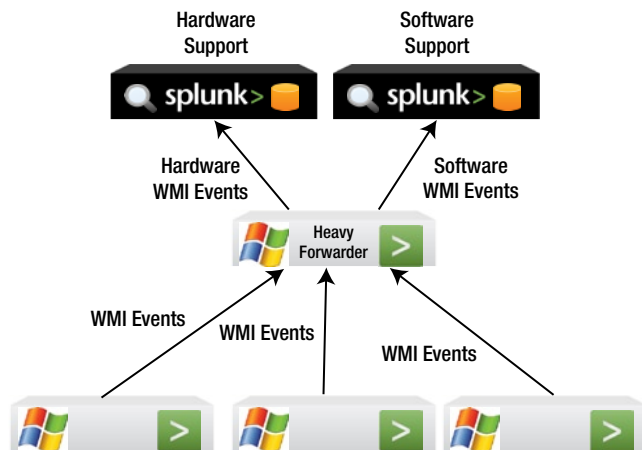 Hardware
Support
Software
Support
splunk>
splunk>
Hardware
WMI Events
Software
WMI Events
Heavy
Forwarder
>
WMI Events
WMI Events
WMI Events
>
>
>